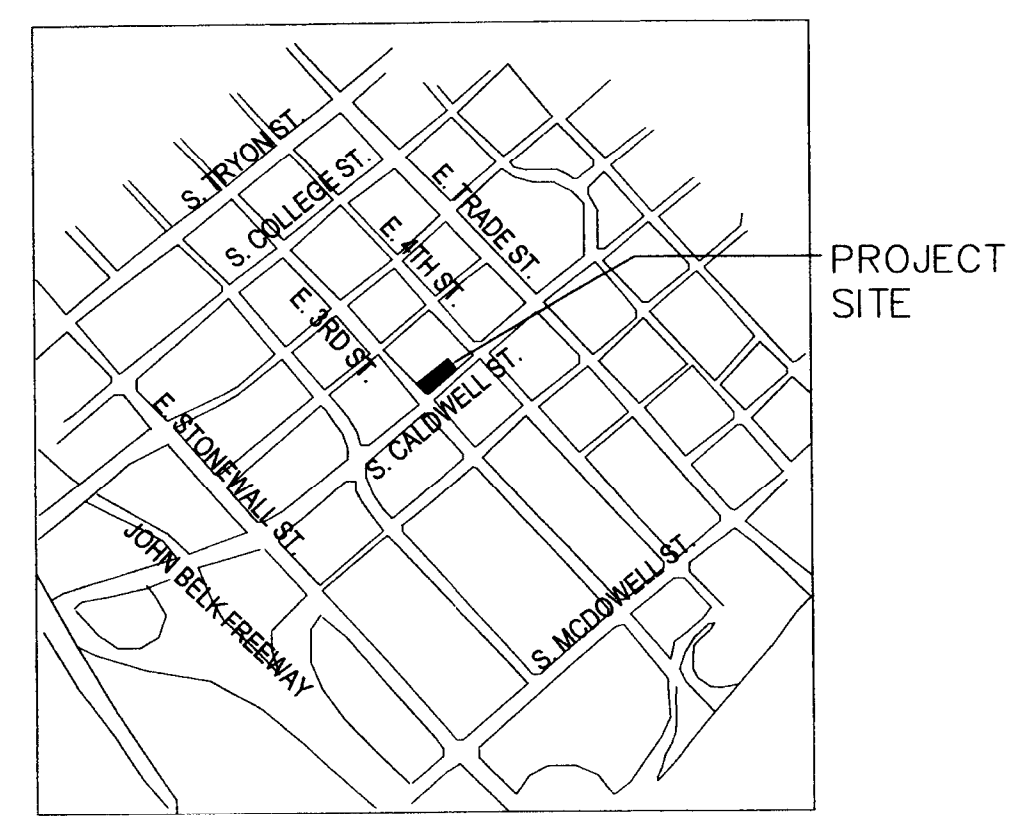 S. TRYON ST.
S. COLLEGE ST.
E. TRADE ST.
E. 4TH ST.
E. 3RD ST.
PROJECT
SITE
S. CALDWELL ST.
E. STONEWALL ST.
JOHN BELK FREEWAY
S. MCDOWELL ST.